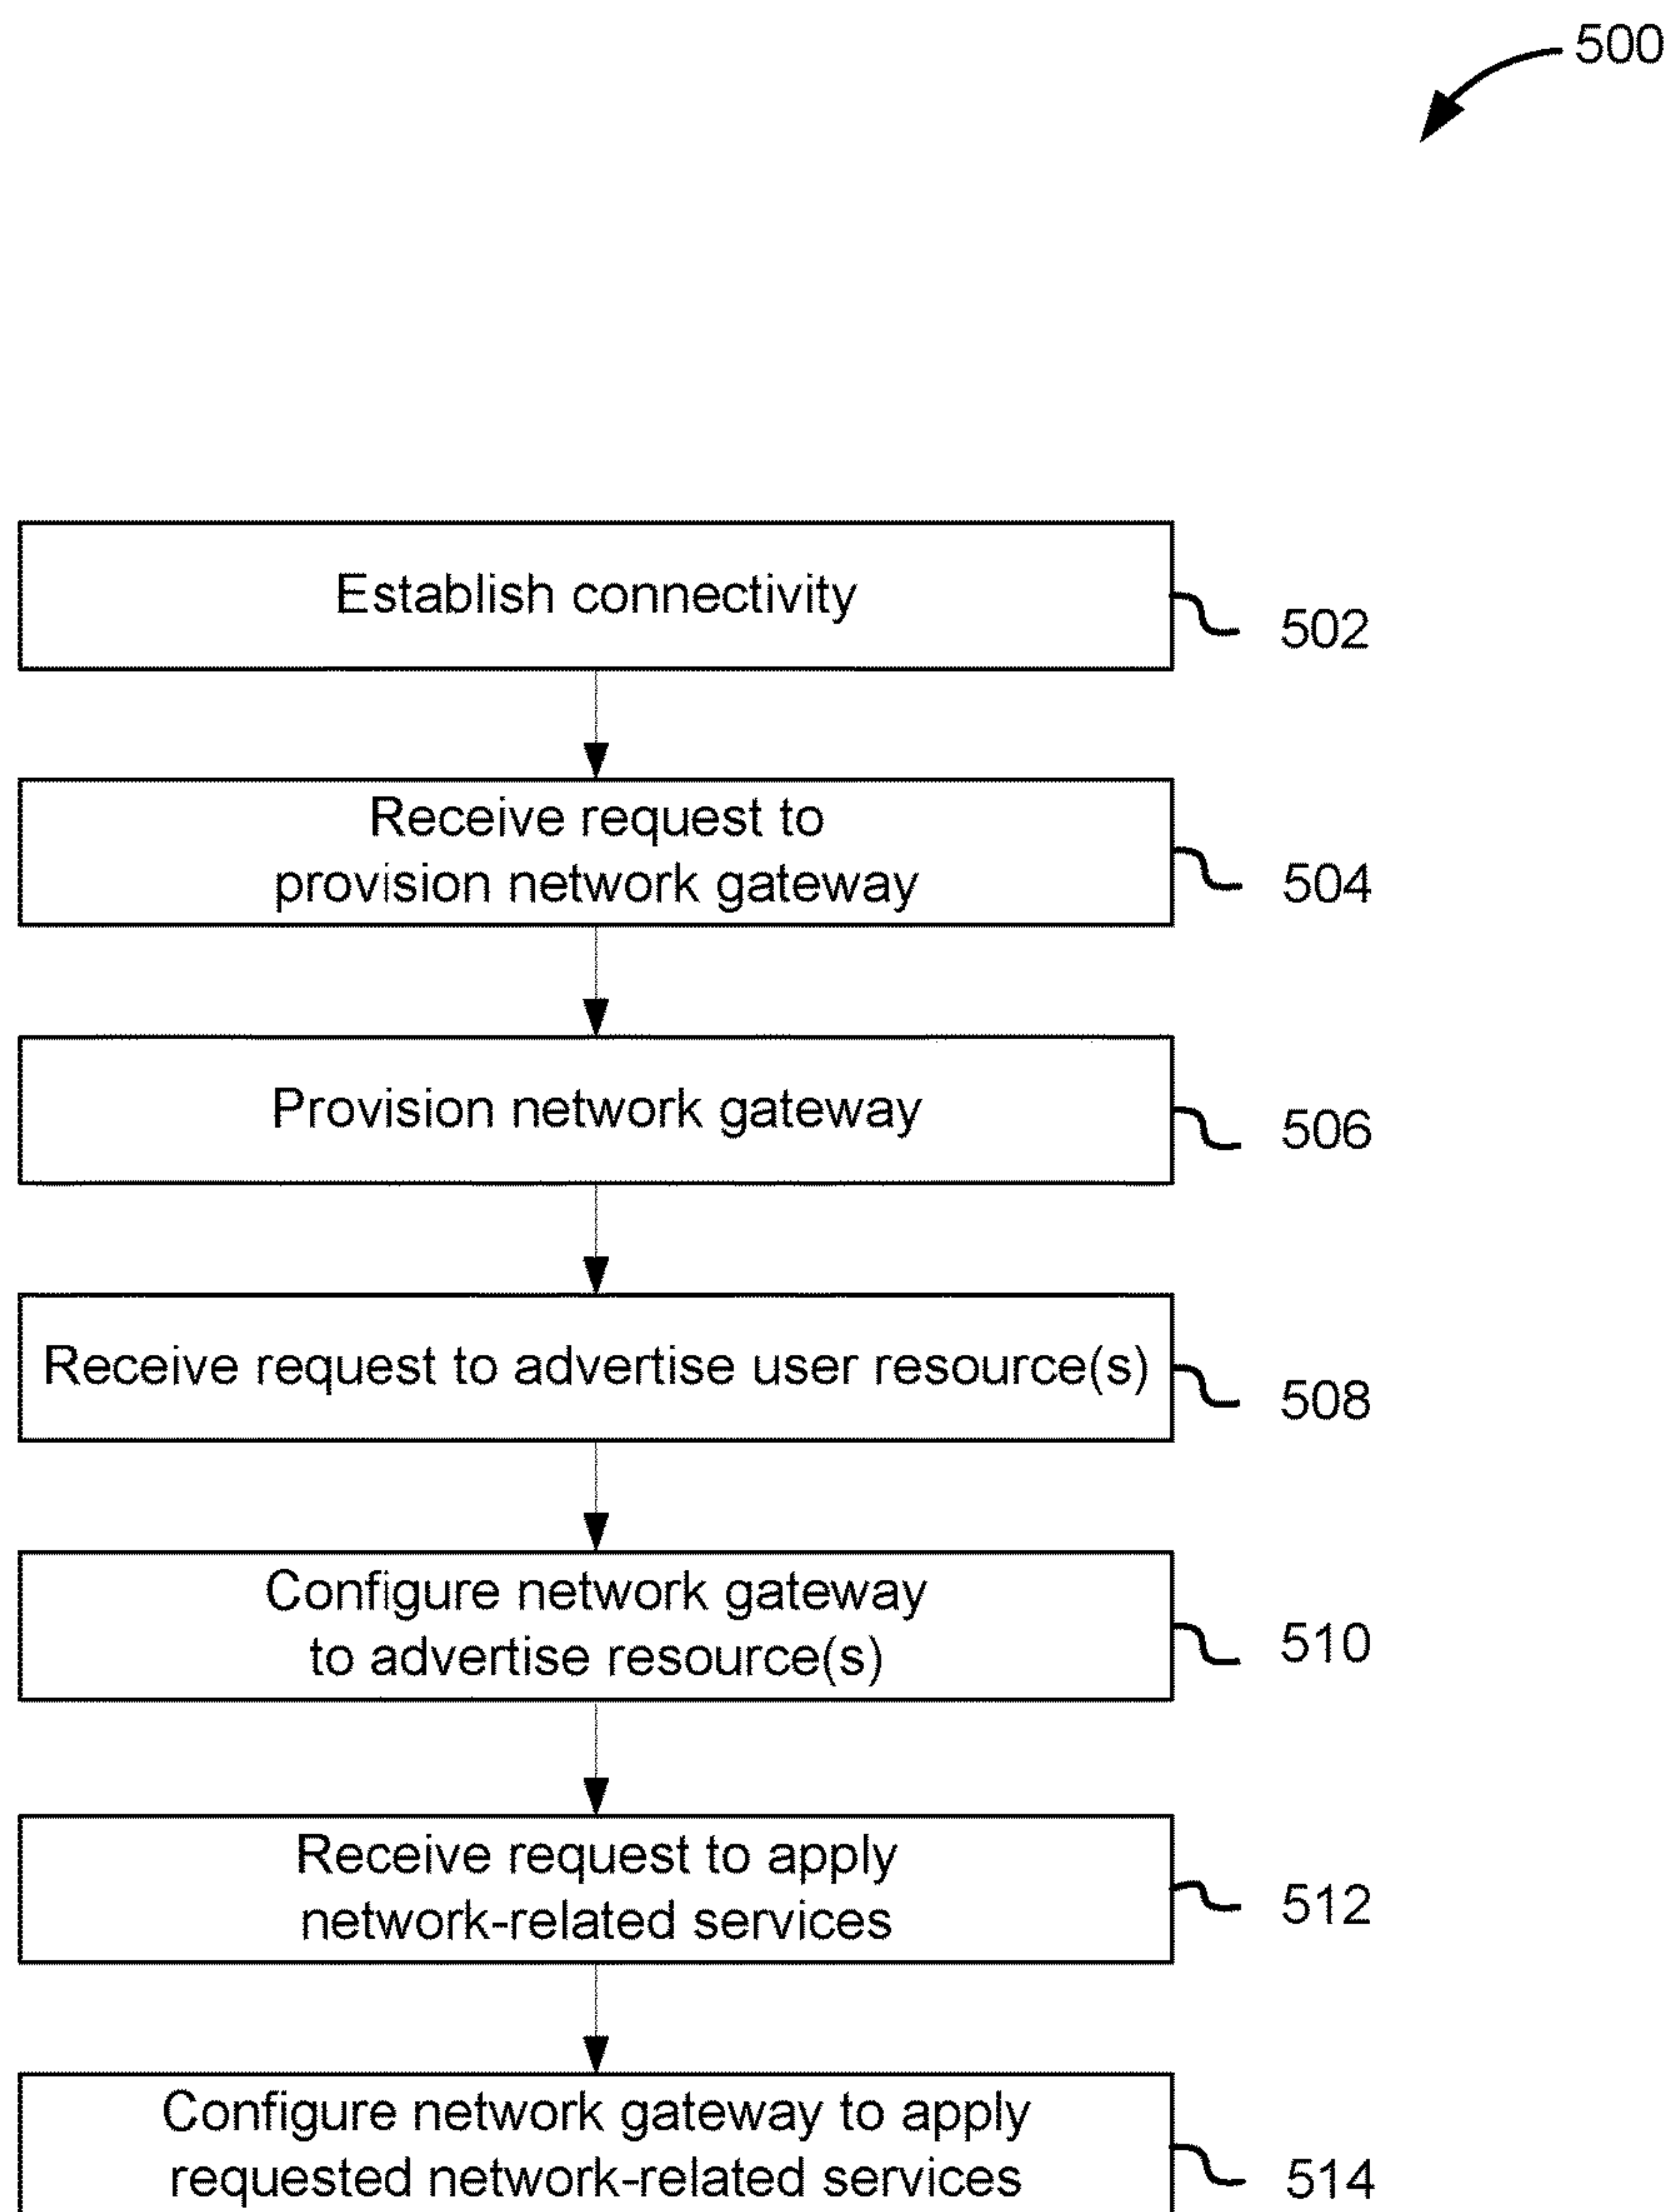 500
Establish connectivity
502
Receive request to
provision network gateway
504
Provision network gateway
506
Receive request to advertise user resource(s)
508
Configure network gateway
to advertise resource(s)
510
Receive request to apply
network-related services
512
Configure network gateway to apply
requested network-related services
514